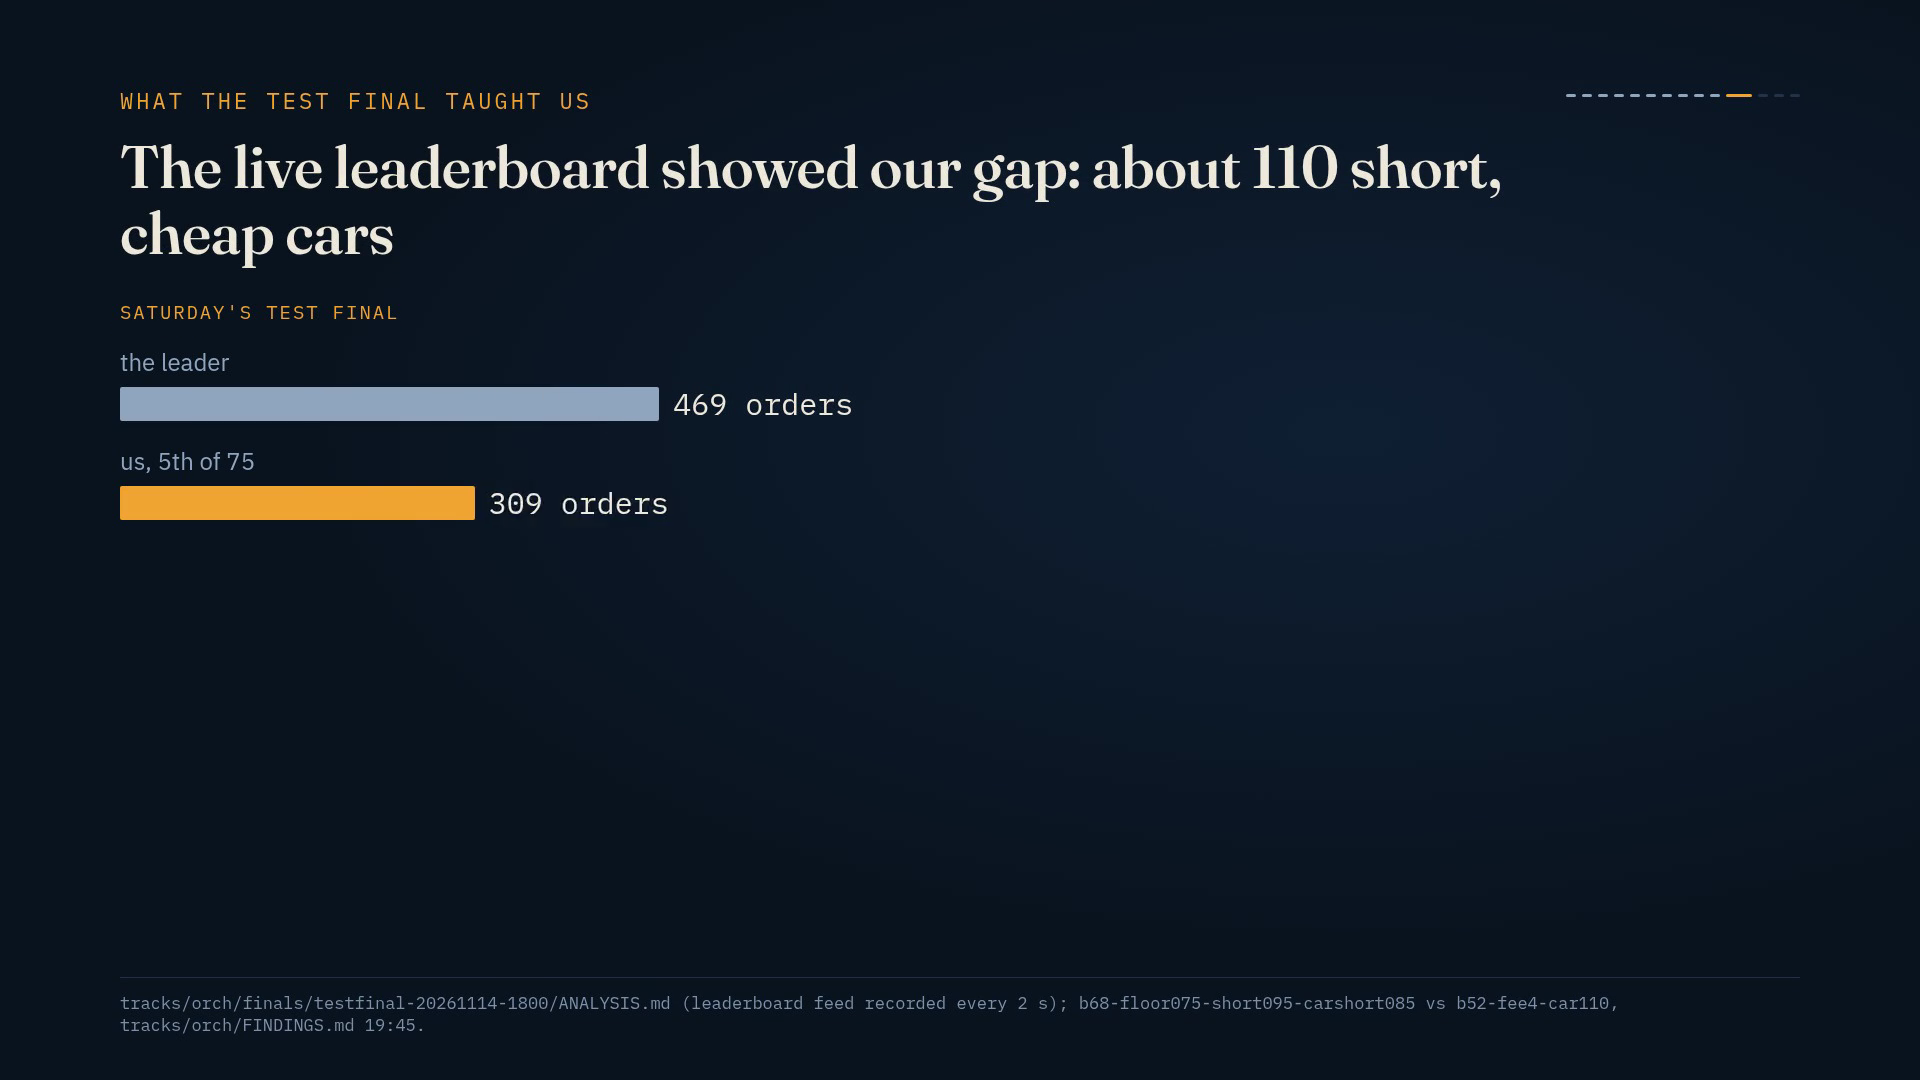 WHAT THE TEST FINAL TAUGHT US
The live leaderboard showed our gap: about 110 short,
cheap cars
SATURDAY'S TEST FINAL
the leader
469 orders
us, 5th of 75
309 orders
tracks/orch/finals/testfinal-20261114-1800/ANALYSIS.md (leaderboard feed recorded every 2 s); b68-floor075-short095-carshort085 vs b52-fee4-car110,
tracks/orch/FINDINGS.md 19:45.